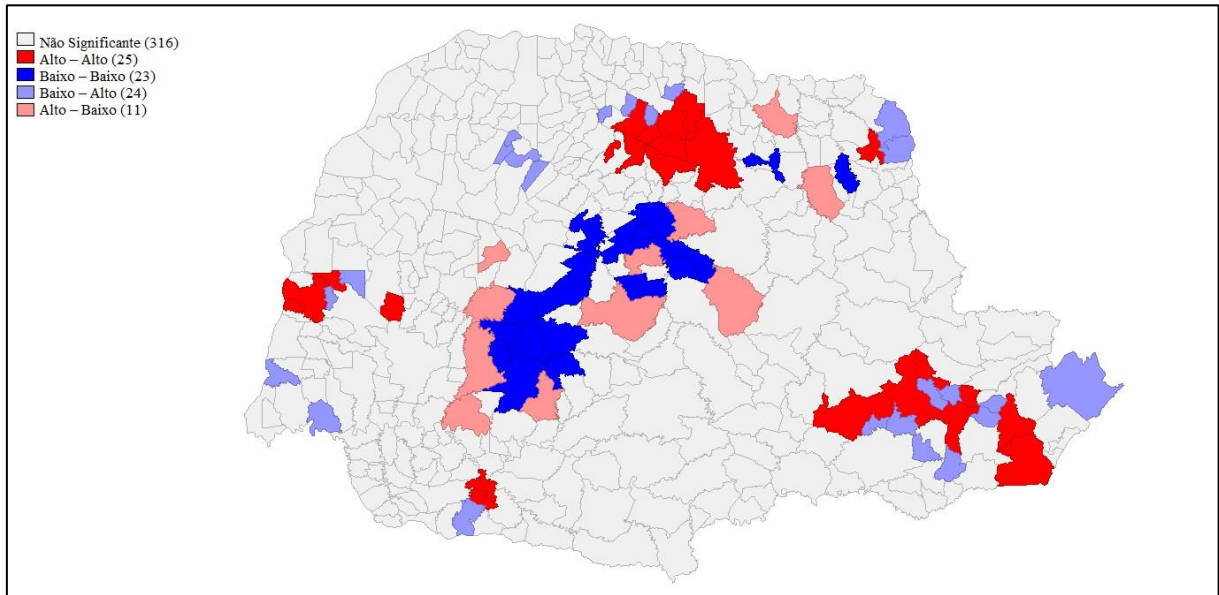 Não Significante (316)
Alto – Alto (25)
Baixo – Baixo (23)
Baixo – Alto (24)
Alto – Baixo (11)